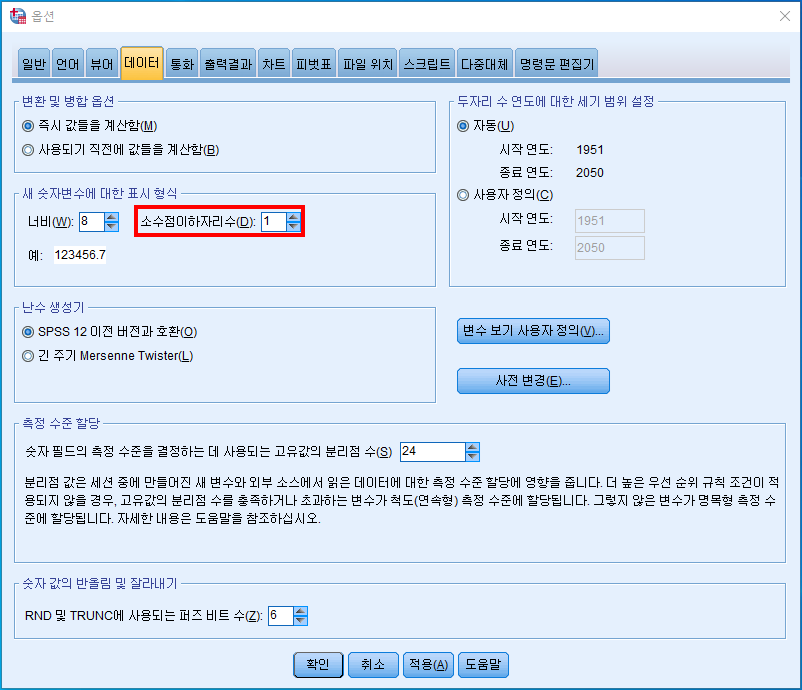 옵션
일반 언어 뷰어 데이터 통화 출력결과 차트 피벗표 파일 위치 스크립트 다중대체 명령문 편집기
변환 및 병합 옵션
즉시 값들을 계산함(M)
사용되기 직전에 값들을 계산함(B)
새 숫자변수에 대한 표시 형식
너비(W): 8 소수점이하자리수(D): 1
예: 123456.7
난수 생성기
SPSS 12 이전 버전과 호환(O)
긴 주기 Mersenne Twister(L)
두자리 수 연도에 대한 세기 범위 설정
자동(U)
시작 연도: 1951
종료 연도: 2050
사용자 정의(C)
시작 연도: 1951
종료 연도: 2050
변수 보기 사용자 정의(V)...
사전 변경(E)...
측정 수준 할당
숫자 필드의 측정 수준을 결정하는 데 사용되는 고유값의 분리점 수(S) 24
분리점 값은 세션 중에 만들어진 새 변수와 외부 소스에서 읽은 데이터에 대한 측정 수준 할당에 영향을 줍니다. 더 높은 우선 순위 규칙 조건이 적
용되지 않을 경우, 고유값의 분리점 수를 충족하거나 초과하는 변수가 척도(연속형) 측정 수준에 할당됩니다. 그렇지 않은 변수가 명목형 측정 수
준에 할당됩니다. 자세한 내용은 도움말을 참조하십시오.
숫자 값의 반올림 및 잘라내기
RND 및 TRUNC에 사용되는 퍼즈 비트 수(Z): 6
확인 취소 적용(A) 도움말